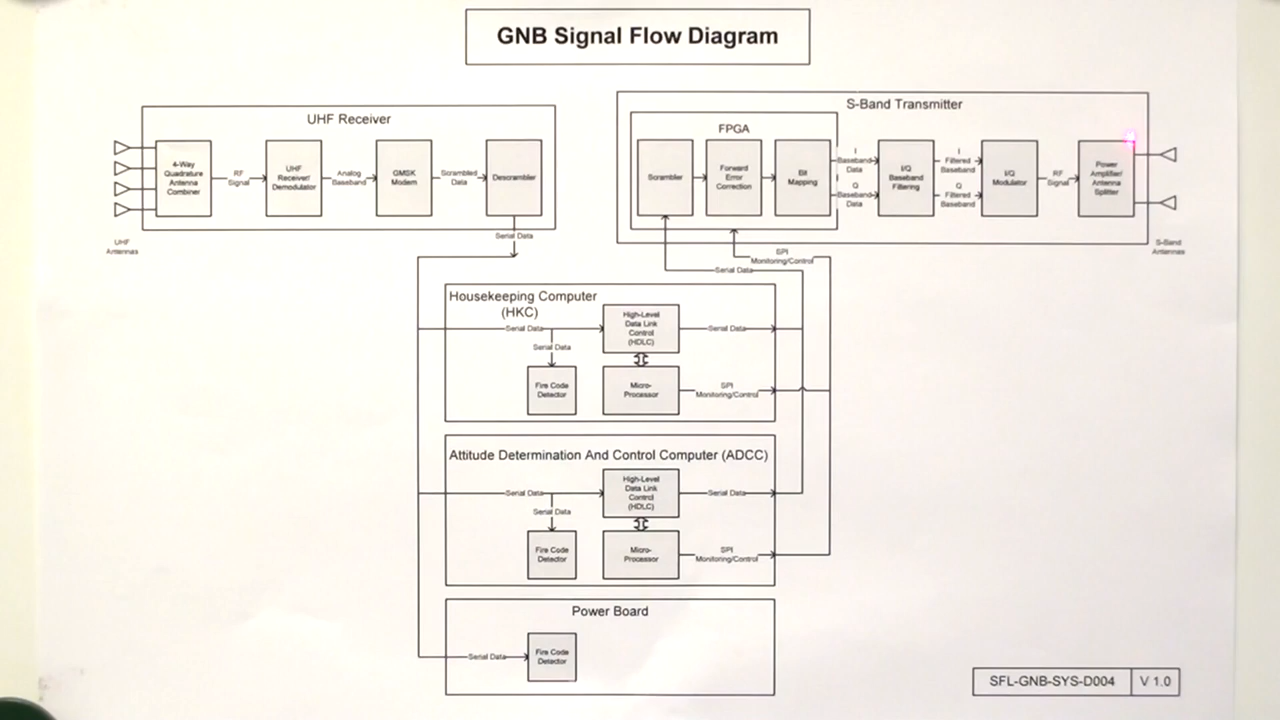 GNB Signal Flow Diagram
UHF Receiver
4-Way
Quadrature
Antenna
Combiner
RF
Signal
UHF
Receiver/
Demodulator
Analog
Baseband
GMSK
Modem
Scrambled
Data
Descrambler
UHF
Antennas
Serial Data
S-Band Transmitter
FPGA
Scrambler
Forward
Error
Correction
Bit
Mapping
I
Baseband
Data
Q
Baseband
Data
I/Q
Baseband
Filtering
I
Filtered
Baseband
Q
Filtered
Baseband
I/Q
Modulator
RF
Signal
Power
Amplifier/
Antenna
Splitter
S-Band
Antennas
SPI
Monitoring/Control
Serial Data
Housekeeping Computer
(HKC)
Serial Data
Serial Data
Fire Code
Detector
High-Level
Data Link
Control
(HDLC)
Micro-
Processor
Serial Data
SPI
Monitoring/Control
Attitude Determination And Control Computer (ADCC)
Serial Data
Serial Data
Fire Code
Detector
High-Level
Data Link
Control
(HDLC)
Micro-
Processor
Serial Data
SPI
Monitoring/Control
Power Board
Serial Data
Fire Code
Detector
SFL-GNB-SYS-D004
V 1.0